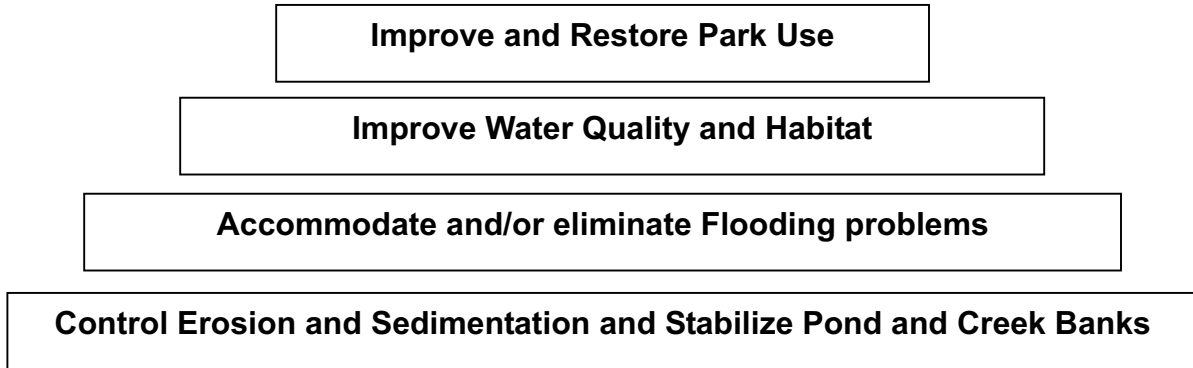 Improve and Restore Park Use
Improve Water Quality and Habitat
Accommodate and/or eliminate Flooding problems
Control Erosion and Sedimentation and Stabilize Pond and Creek Banks